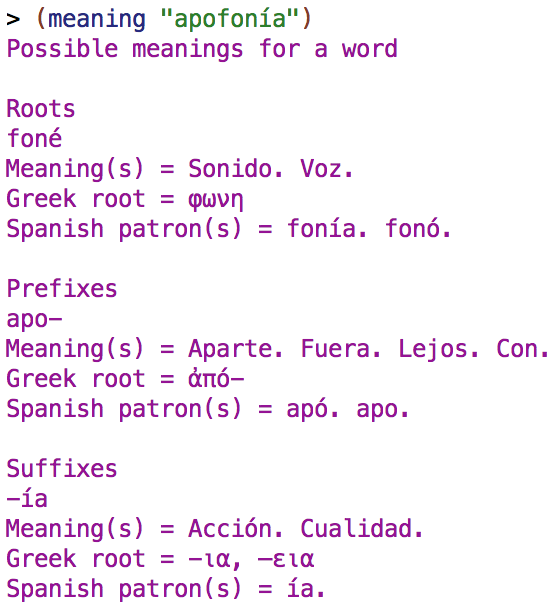 > (meaning "apofonía")
Possible meanings for a word
Roots
foné
Meaning(s) = Sonido. Voz.
Greek root = φωνη
Spanish patron(s) = fonía. fonó.
Prefixes
apo–
Meaning(s) = Aparte. Fuera. Lejos. Con.
Greek root = ἀπό–
Spanish patron(s) = apó. apo.
Suffixes
–ía
Meaning(s) = Acción. Cualidad.
Greek root = –ια, –εια
Spanish patron(s) = ía.